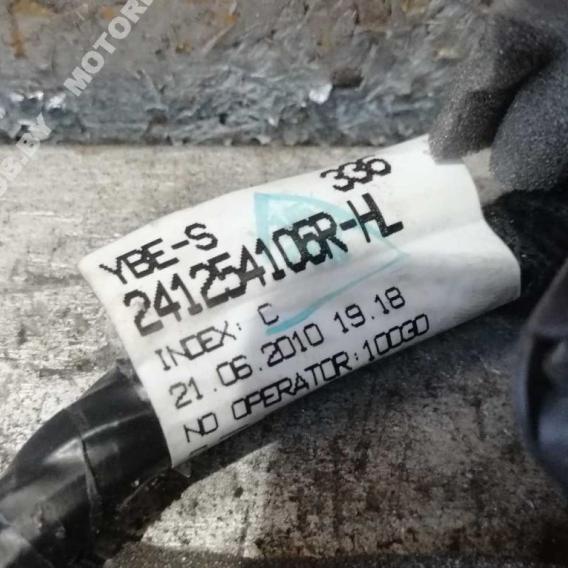 YBE-S 336
241254106R-HL
INDEX: C
21.06.2010 19.18
NO OPERATOR:100GO